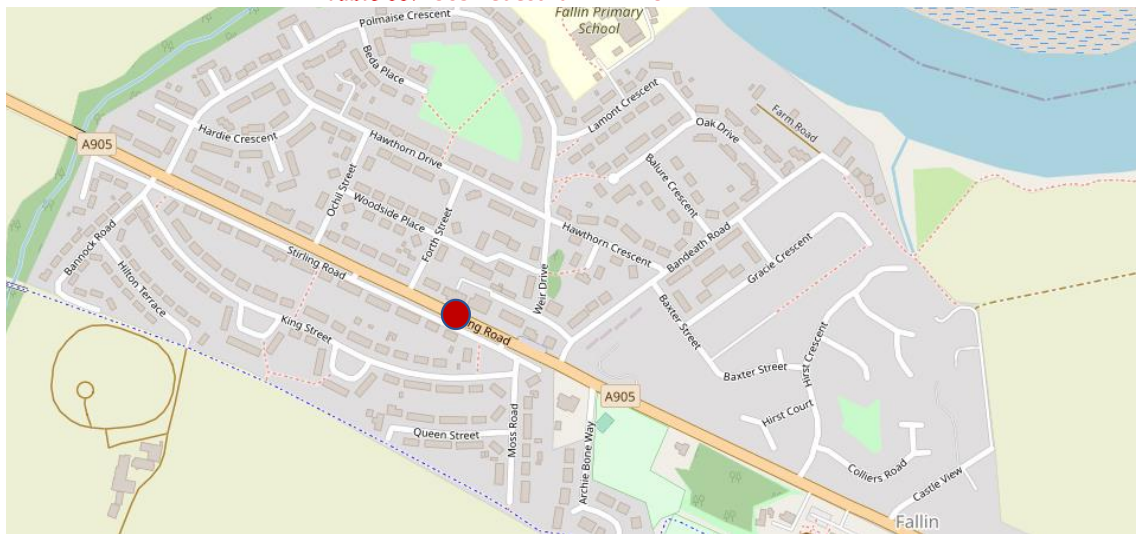 Polmaise Crescent
Fallin Primary
School
Beda Place
Lamont Crescent
Hardie Crescent
A905
Hawthorn Drive
Oak Drive
Farm Road
Balure Crescent
Ochil Street
Woodside Place
Forth Street
Bannock Road
Hilton Terrace
Stirling Road
Hawthorn Crescent
Bandeath Road
Gracie Crescent
Weir Drive
King Street
ng Road
Baxter Street
Baxter Street
Hirst Crescent
A905
Hirst Court
Queen Street
Moss Road
Archie Bone Way
Colliers Road
Castle View
Fallin